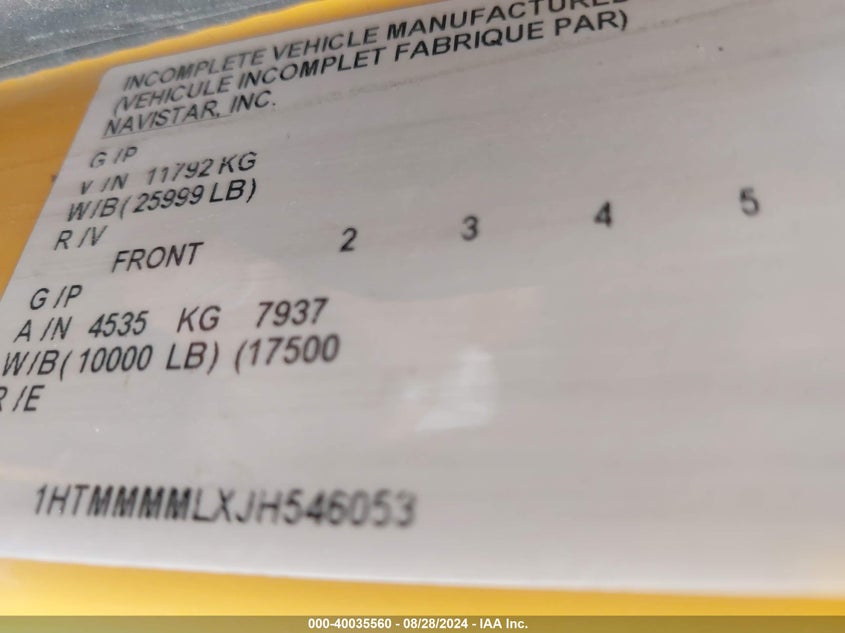 INCOMPLETE VEHICLE MANUFACTURED
(VEHICULE INCOMPLET FABRIQUE PAR)
NAVISTAR, INC.
G /P
V /N 11792 KG
W/B( 25999 LB)
R /V
FRONT 2 3 4 5
G /P
A /N 4535 KG 7937
W/B( 10000 LB) (17500
R /E
1HTMMMMLXJH546053
000-40035560 - 08/28/2024 - IAA Inc.